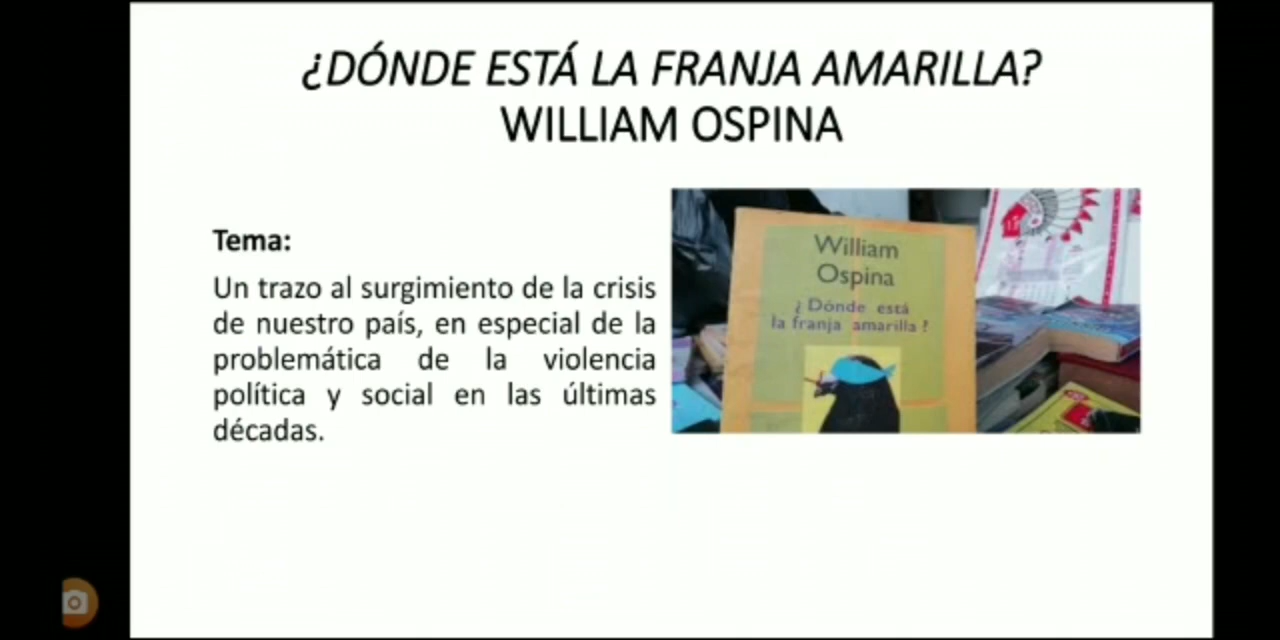 ¿DÓNDE ESTÁ LA FRANJA AMARILLA?
WILLIAM OSPINA
Tema:
Un trazo al surgimiento de la crisis
de nuestro país, en especial de la
problemática de la violencia
política y social en las últimas
décadas.
William
Ospina
¿Dónde está
la franja amarilla?